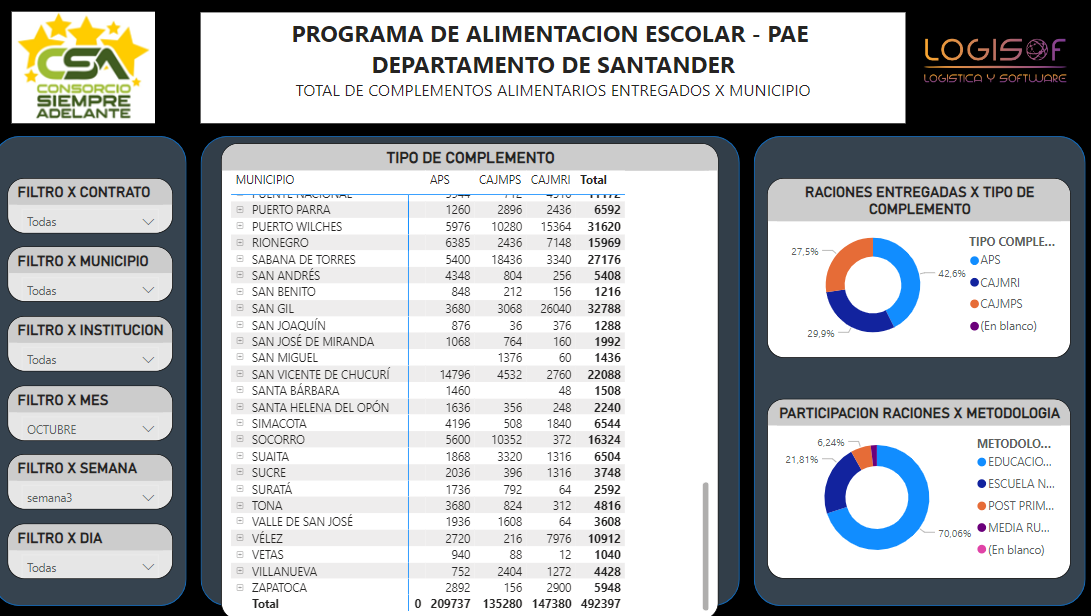 CSA
CONSORCIO
SIEMPRE
ADELANTE
PROGRAMA DE ALIMENTACION ESCOLAR - PAE
DEPARTAMENTO DE SANTANDER
TOTAL DE COMPLEMENTOS ALIMENTARIOS ENTREGADOS X MUNICIPIO
LOGISOF
LOGISTICA Y SOFTWARE
FILTRO X CONTRATO
Todas
FILTRO X MUNICIPIO
Todas
FILTRO X INSTITUCION
Todas
FILTRO X MES
OCTUBRE
FILTRO X SEMANA
semana3
FILTRO X DIA
Todas
TIPO DE COMPLEMENTO
MUNICIPIO APS CAJMPS CAJMRI Total
PUERTO PARRA 1260 2896 2436 6592
PUERTO WILCHES 5976 10280 15364 31620
RIONEGRO 6385 2436 7148 15969
SABANA DE TORRES 5400 18436 3340 27176
SAN ANDRÉS 4348 804 256 5408
SAN BENITO 848 212 156 1216
SAN GIL 3680 3068 26040 32788
SAN JOAQUÍN 876 36 376 1288
SAN JOSÉ DE MIRANDA 1068 764 160 1992
SAN MIGUEL 1376 60 1436
SAN VICENTE DE CHUCURÍ 14796 4532 2760 22088
SANTA BÁRBARA 1460 48 1508
SANTA HELENA DEL OPÓN 1636 356 248 2240
SIMACOTA 4196 508 1840 6544
SOCORRO 5600 10352 372 16324
SUAITA 1868 3320 1316 6504
SUCRE 2036 396 1316 3748
SURATÁ 1736 792 64 2592
TONA 3680 824 312 4816
VALLE DE SAN JOSÉ 1936 1608 64 3608
VÉLEZ 2720 216 7976 10912
VETAS 940 88 12 1040
VILLANUEVA 752 2404 1272 4428
ZAPATOCA 2892 156 2900 5948
Total 0 209737 135280 147380 492397
RACIONES ENTREGADAS X TIPO DE
COMPLEMENTO
27,5%
42,6%
29,9%
TIPO COMPLE...
APS
CAJMRI
CAJMPS
(En blanco)
PARTICIPACION RACIONES X METODOLOGIA
6,24%
21,81%
70,06%
METODOLO...
EDUCACIO...
ESCUELA N...
POST PRIM...
MEDIA RU...
(En blanco)